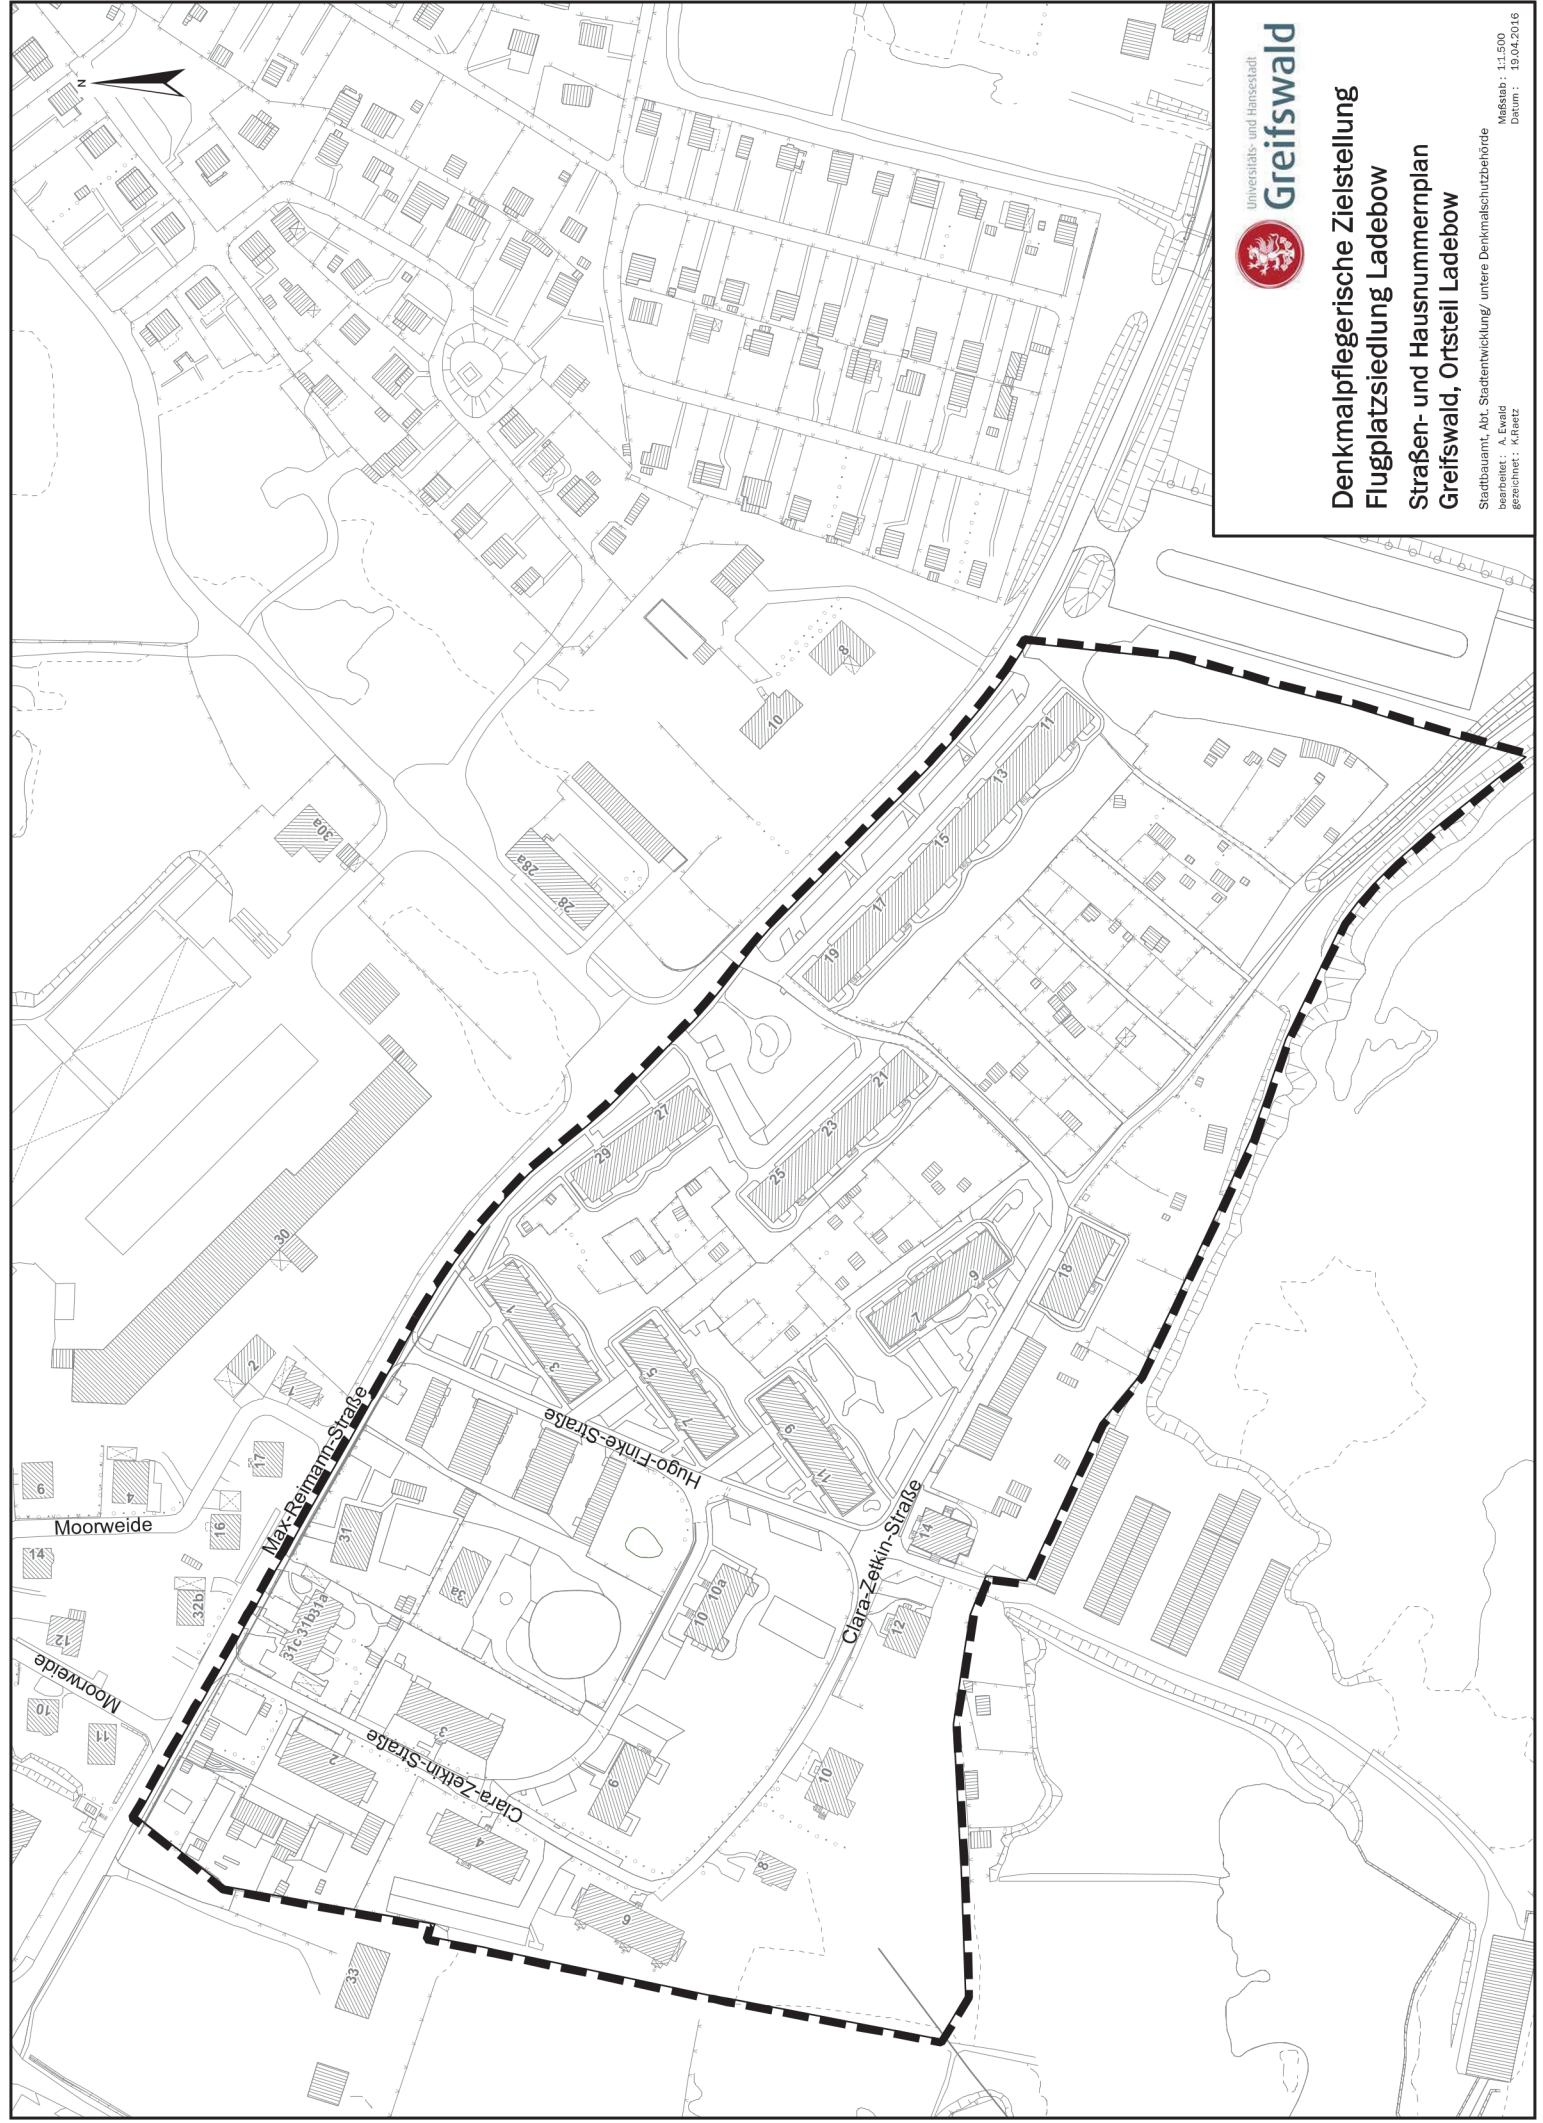 Universitäts- und Hansestadt
Greifswald
Denkmalpflegerische Zielstellung
Flugplatzsiedlung Ladebow
Straßen- und Hausnummernplan
Greifswald, Ortsteil Ladebow
Stadtbauamt, Abt. Stadtentwicklung/ untere Denkmalschutzbehörde
bearbeitet : A. Ewald
gezeichnet : K.Raetz
Maßstab : 1:1.500
Datum : 19.04.2016
N
Max-Reimann-Straße
Hugo-Finke-Straße
Clara-Zetkin-Straße
Clara-Zetkin-Straße
Moorweide
Moorweide
30a
28a
28
10
8
30
2
1
17
9
4
14
16
32b
12
10
11
33
11
13
15
17
19
21
23
25
27
29
1
3
5
7
9
11
7
9
18
14
12
31
3a
31a
31b
31c
10
10a
2
3
4
6
9
8
10